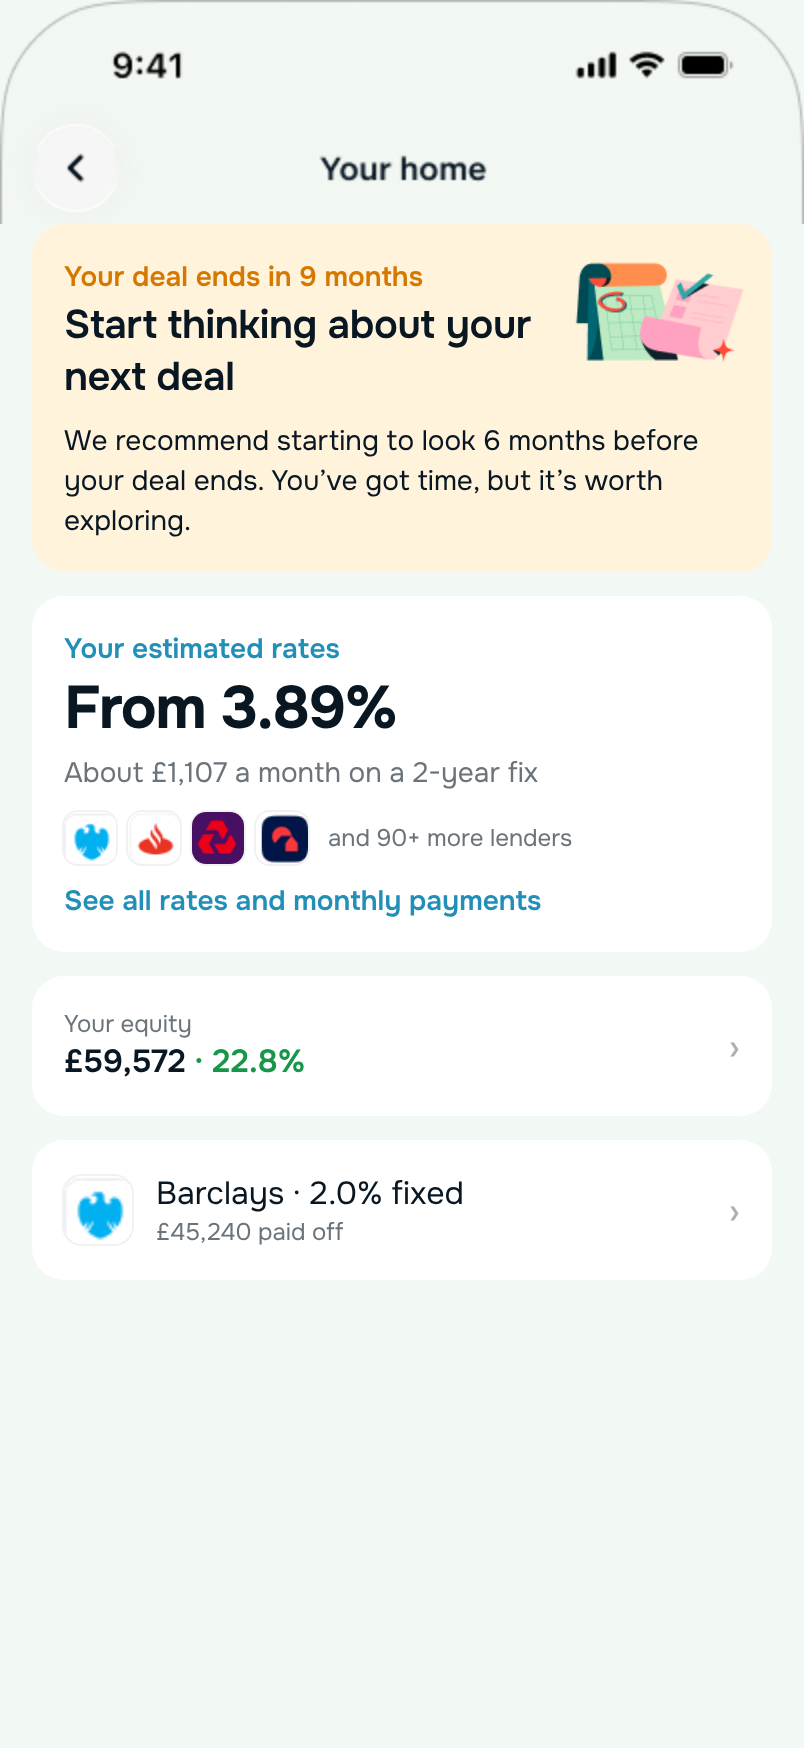 9:41
Your home
Your deal ends in 9 months
Start thinking about your
next deal
We recommend starting to look 6 months before
your deal ends. You’ve got time, but it’s worth
exploring.
Your estimated rates
From 3.89%
About £1,107 a month on a 2-year fix
and 90+ more lenders
See all rates and monthly payments
Your equity
£59,572 · 22.8%
Barclays · 2.0% fixed
£45,240 paid off